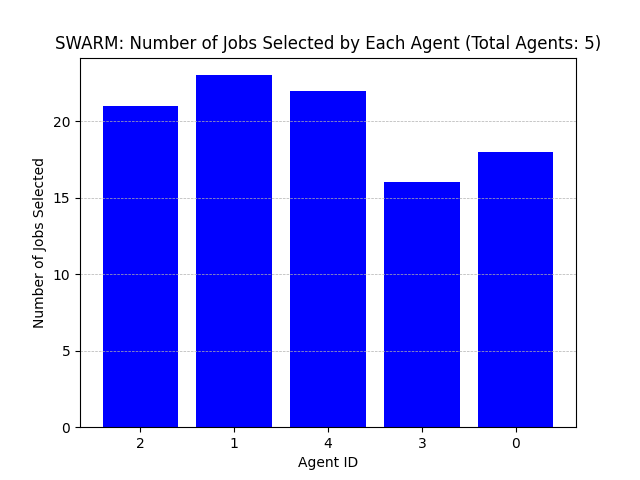 SWARM: Number of Jobs Selected by Each Agent (Total Agents: 5)
Number of Jobs Selected
20
15
10
5
0
2 1 4 3 0
Agent ID